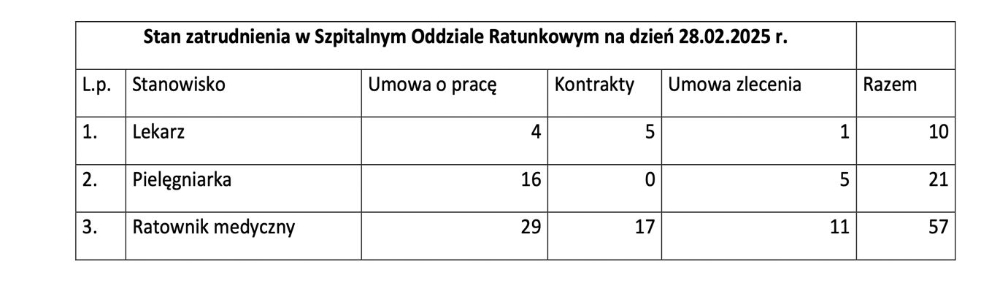 Stan zatrudnienia w Szpitalnym Oddziale Ratunkowym na dzień 28.02.2025 r.
L.p. Stanowisko Umowa o pracę Kontrakty Umowa zlecenia Razem
1. Lekarz 4 5 1 10
2. Pielęgniarka 16 0 5 21
3. Ratownik medyczny 29 17 11 57